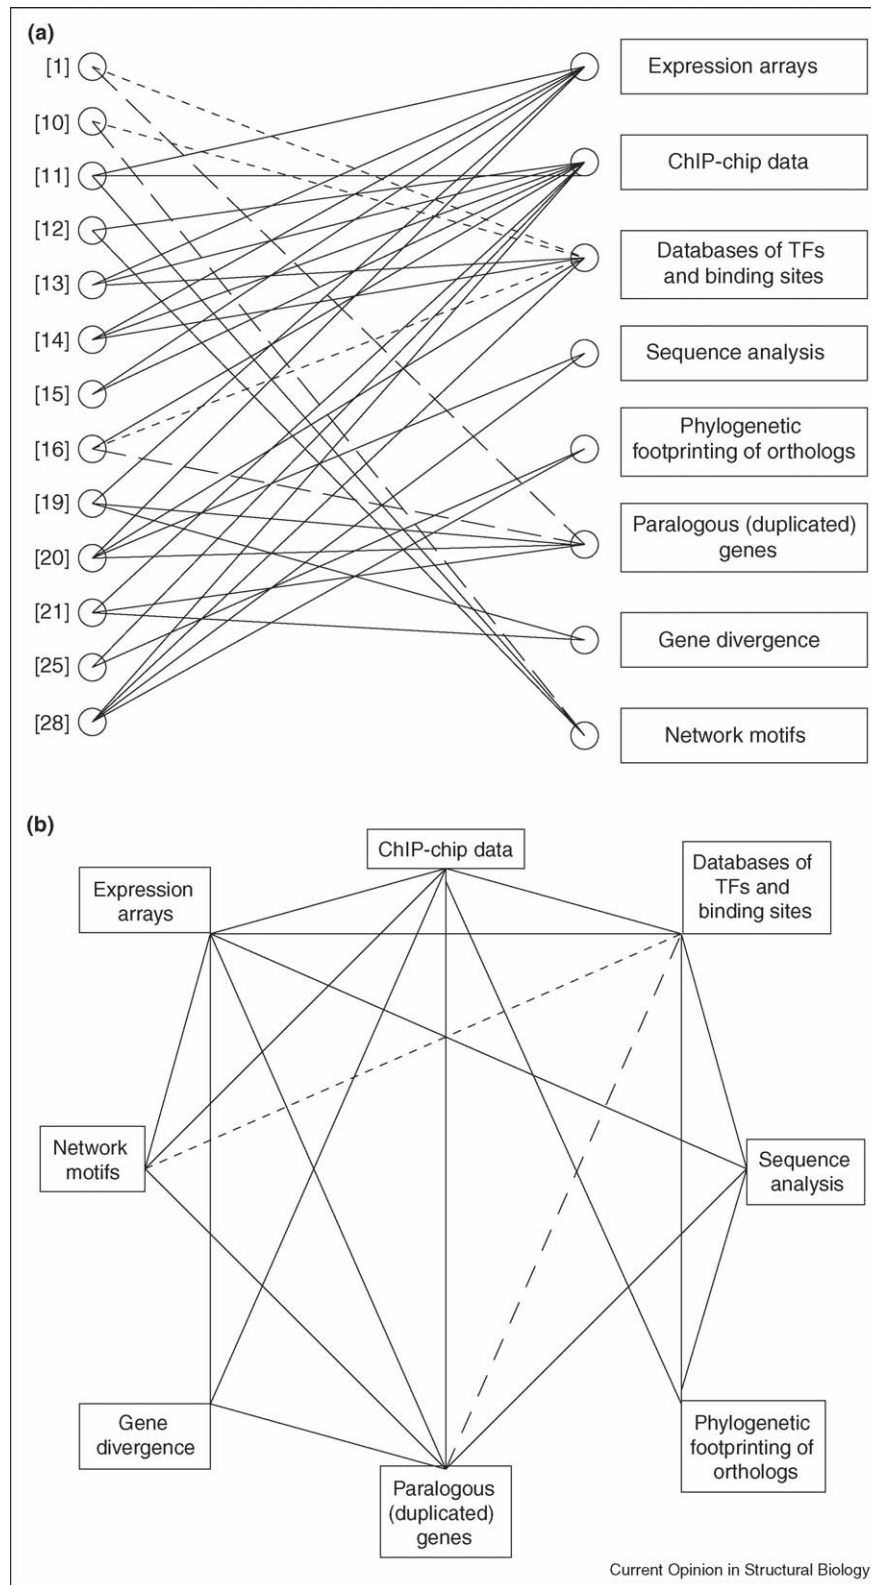 (a)
[1]
[10]
[11]
[12]
[13]
[14]
[15]
[16]
[19]
[20]
[21]
[25]
[28]
Expression arrays
ChIP-chip data
Databases of TFs
and binding sites
Sequence analysis
Phylogenetic
footprinting of orthologs
Paralogous (duplicated)
genes
Gene divergence
Network motifs
(b)
ChIP-chip data
Expression
arrays
Databases of
TFs and
binding sites
Network
motifs
Sequence
analysis
Gene
divergence
Paralogous
(duplicated)
genes
Phylogenetic
footprinting of
orthologs
Current Opinion in Structural Biology